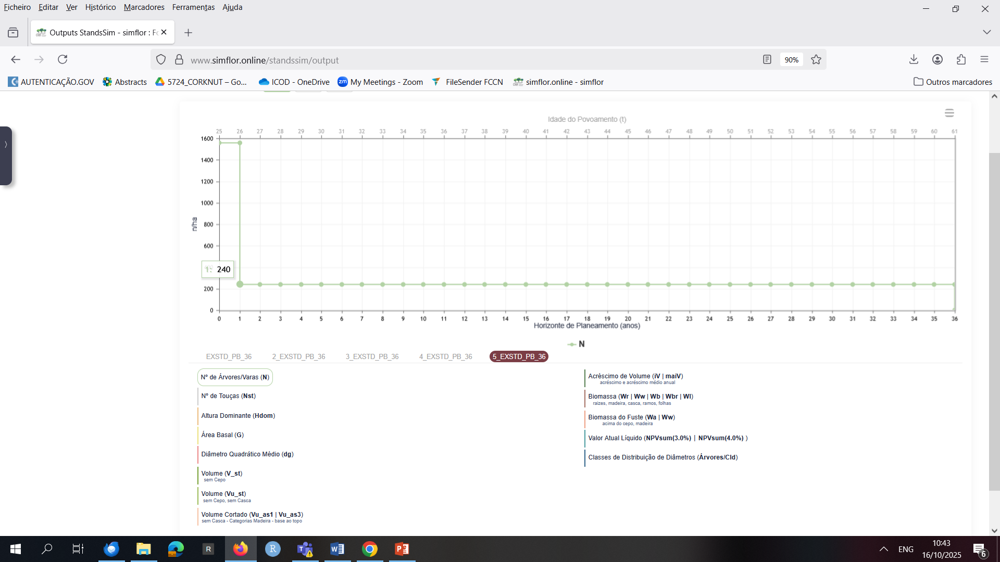 Ficheiro Editar Ver Histórico Marcadores Ferramentas Ajuda
Outputs StandsSim - simflor : Fo
www.simflor.online/standssim/output
90%
AUTENTICAÇÃO.GOV Abstracts 5724_CORKNUT – Go... ICOD - OneDrive zm My Meetings - Zoom FileSender FCCN simflor.online - simflor Outros marcadores
Idade do Povoamento (t)
25 26 27 28 29 30 31 32 33 34 35 36 37 38 39 40 41 42 43 44 45 46 47 48 49 50 51 52 53 54 55 56 57 58 59 60 61
1600
1400
1200
1000
800
n/ha
600
1: 240
200
0
0 1 2 3 4 5 6 7 8 9 10 11 12 13 14 15 16 17 18 19 20 21 22 23 24 25 26 27 28 29 30 31 32 33 34 35 36
Horizonte de Planeamento (anos)
N
EXSTD_PB_36 2_EXSTD_PB_36 3_EXSTD_PB_36 4_EXSTD_PB_36 5_EXSTD_PB_36
Nº de Árvores/Varas (N)
Nº de Touças (Nst)
Altura Dominante (Hdom)
Área Basal (G)
Diâmetro Quadrático Médio (dg)
Volume (V_st)
sem Cepo
Volume (Vu_st)
sem Cepo, sem Casca
Volume Cortado (Vu_as1 | Vu_as3)
sem Casca - Categorias Madeira - base ao topo
Acréscimo de Volume (iV | maiV)
acréscimo e acréscimo médio anual
Biomassa (Wr | Ww | Wb | Wbr | Wl)
raizes, madeira, casca, ramos, folhas
Biomassa do Fuste (Wa | Ww)
acima do cepo, madeira
Valor Atual Líquido (NPVsum(3.0%) | NPVsum(4.0%) )
Classes de Distribuição de Diâmetros (Árvores/Cld)
R R T W P
ENG
10:43
16/10/2025
6